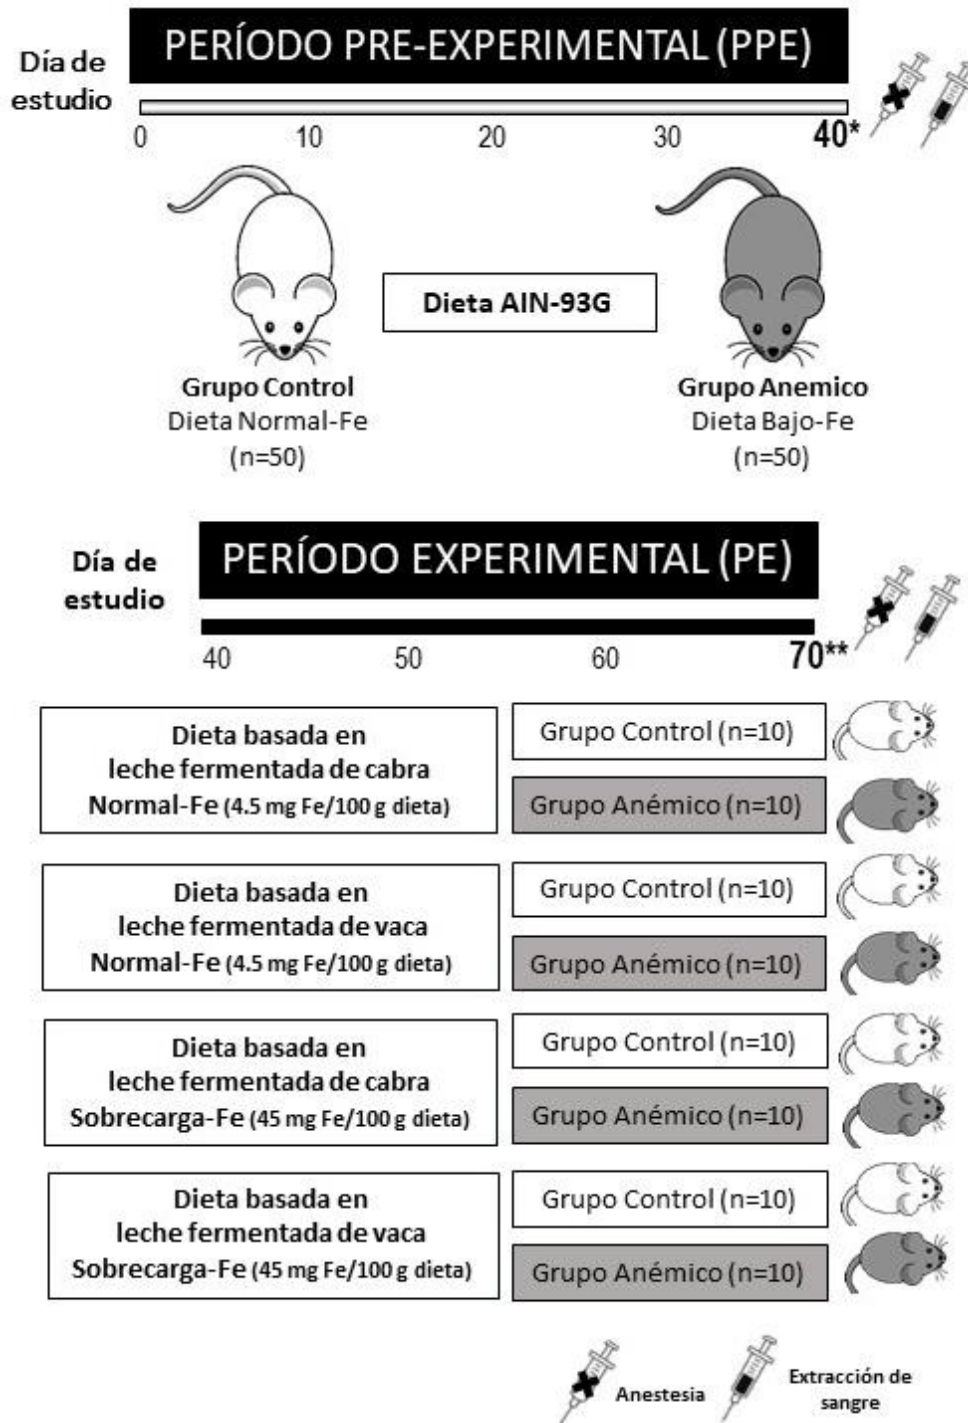 PERÍODO PRE-EXPERIMENTAL (PPE)
Día de
estudio
0 10 20 30 40*
Dieta AIN-93G
Grupo Control
Dieta Normal-Fe
(n=50)
Grupo Anemico
Dieta Bajo-Fe
(n=50)
PERÍODO EXPERIMENTAL (PE)
Día de
estudio
40 50 60 70**
Dieta basada en
leche fermentada de cabra
Normal-Fe (4.5 mg Fe/100 g dieta)
Grupo Control (n=10)
Grupo Anémico (n=10)
Dieta basada en
leche fermentada de vaca
Normal-Fe (4.5 mg Fe/100 g dieta)
Grupo Control (n=10)
Grupo Anémico (n=10)
Dieta basada en
leche fermentada de cabra
Sobrecarga-Fe (45 mg Fe/100 g dieta)
Grupo Control (n=10)
Grupo Anémico (n=10)
Dieta basada en
leche fermentada de vaca
Sobrecarga-Fe (45 mg Fe/100 g dieta)
Grupo Control (n=10)
Grupo Anémico (n=10)
Anestesia
Extracción de
sangre